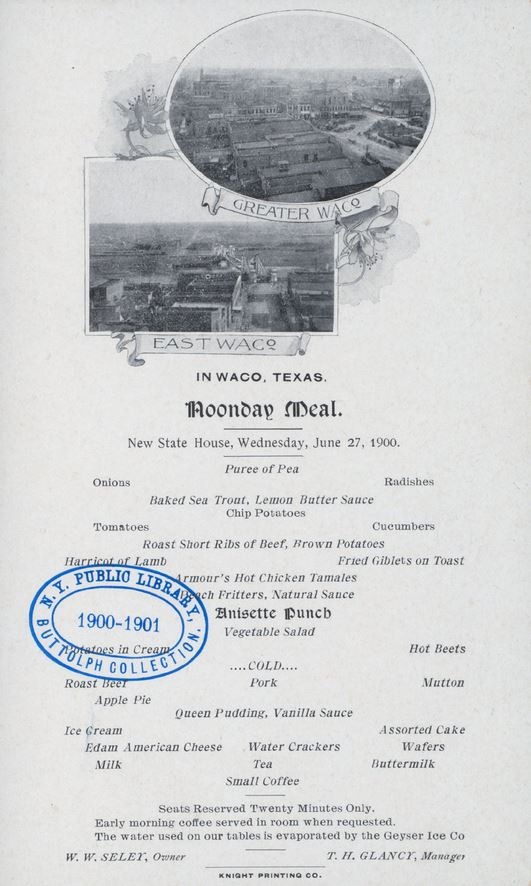 GREATER WACO
EAST WACO
IN WACO, TEXAS.
Noonday Meal.
New State House, Wednesday, June 27, 1900.
Puree of Pea
Onions Radishes
Baked Sea Trout, Lemon Butter Sauce
Chip Potatoes
Tomatoes Cucumbers
Roast Short Ribs of Beef, Brown Potatoes
Harricot of Lamb Fried Giblets on Toast
Armour's Hot Chicken Tamales
Fritters, Natural Sauce
Anisette Punch
Vegetable Salad
N.Y. PUBLIC LIBRARY,
1900-1901
BUTTOLPH COLLECTION.
Potatoes in Cream Hot Beets
....COLD....
Roast Beef Pork Mutton
Apple Pie
Queen Pudding, Vanilla Sauce
Ice Cream Assorted Cake
Edam American Cheese Water Crackers Wafers
Milk Tea Buttermilk
Small Coffee
Seats Reserved Twenty Minutes Only.
Early morning coffee served in room when requested.
The water used on our tables is evaporated by the Geyser Ice Co
W. W. SELEY, Owner T. H. GLANCY, Manager
KNIGHT PRINTING CO.